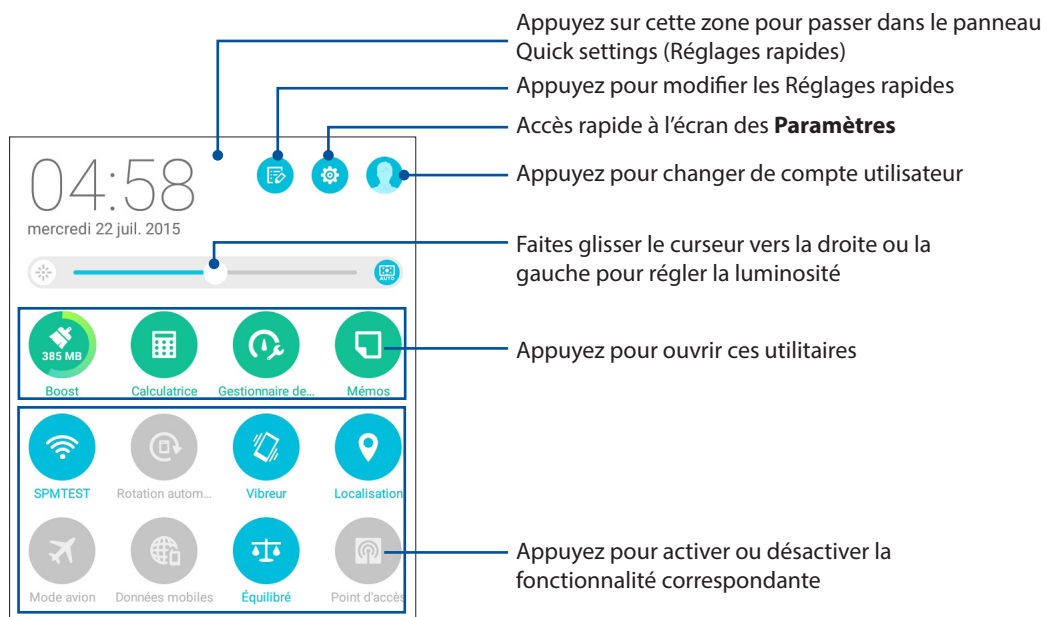 Appuyez sur cette zone pour passer dans le panneau
Quick settings (Réglages rapides)
Appuyez pour modifier les Réglages rapides
Accès rapide à l'écran des Paramètres
Appuyez pour changer de compte utilisateur
04:58
mercredi 22 juil. 2015
Faites glisser le curseur vers la droite ou la
gauche pour régler la luminosité
AUTO
385 MB
Boost Calculatrice Gestionnaire de... Mémos
Appuyez pour ouvrir ces utilitaires
SPMTEST Rotation autom... Vibreur Localisation
Mode avion Données mobiles Équilibré Point d'accès
Appuyez pour activer ou désactiver la
fonctionnalité correspondante